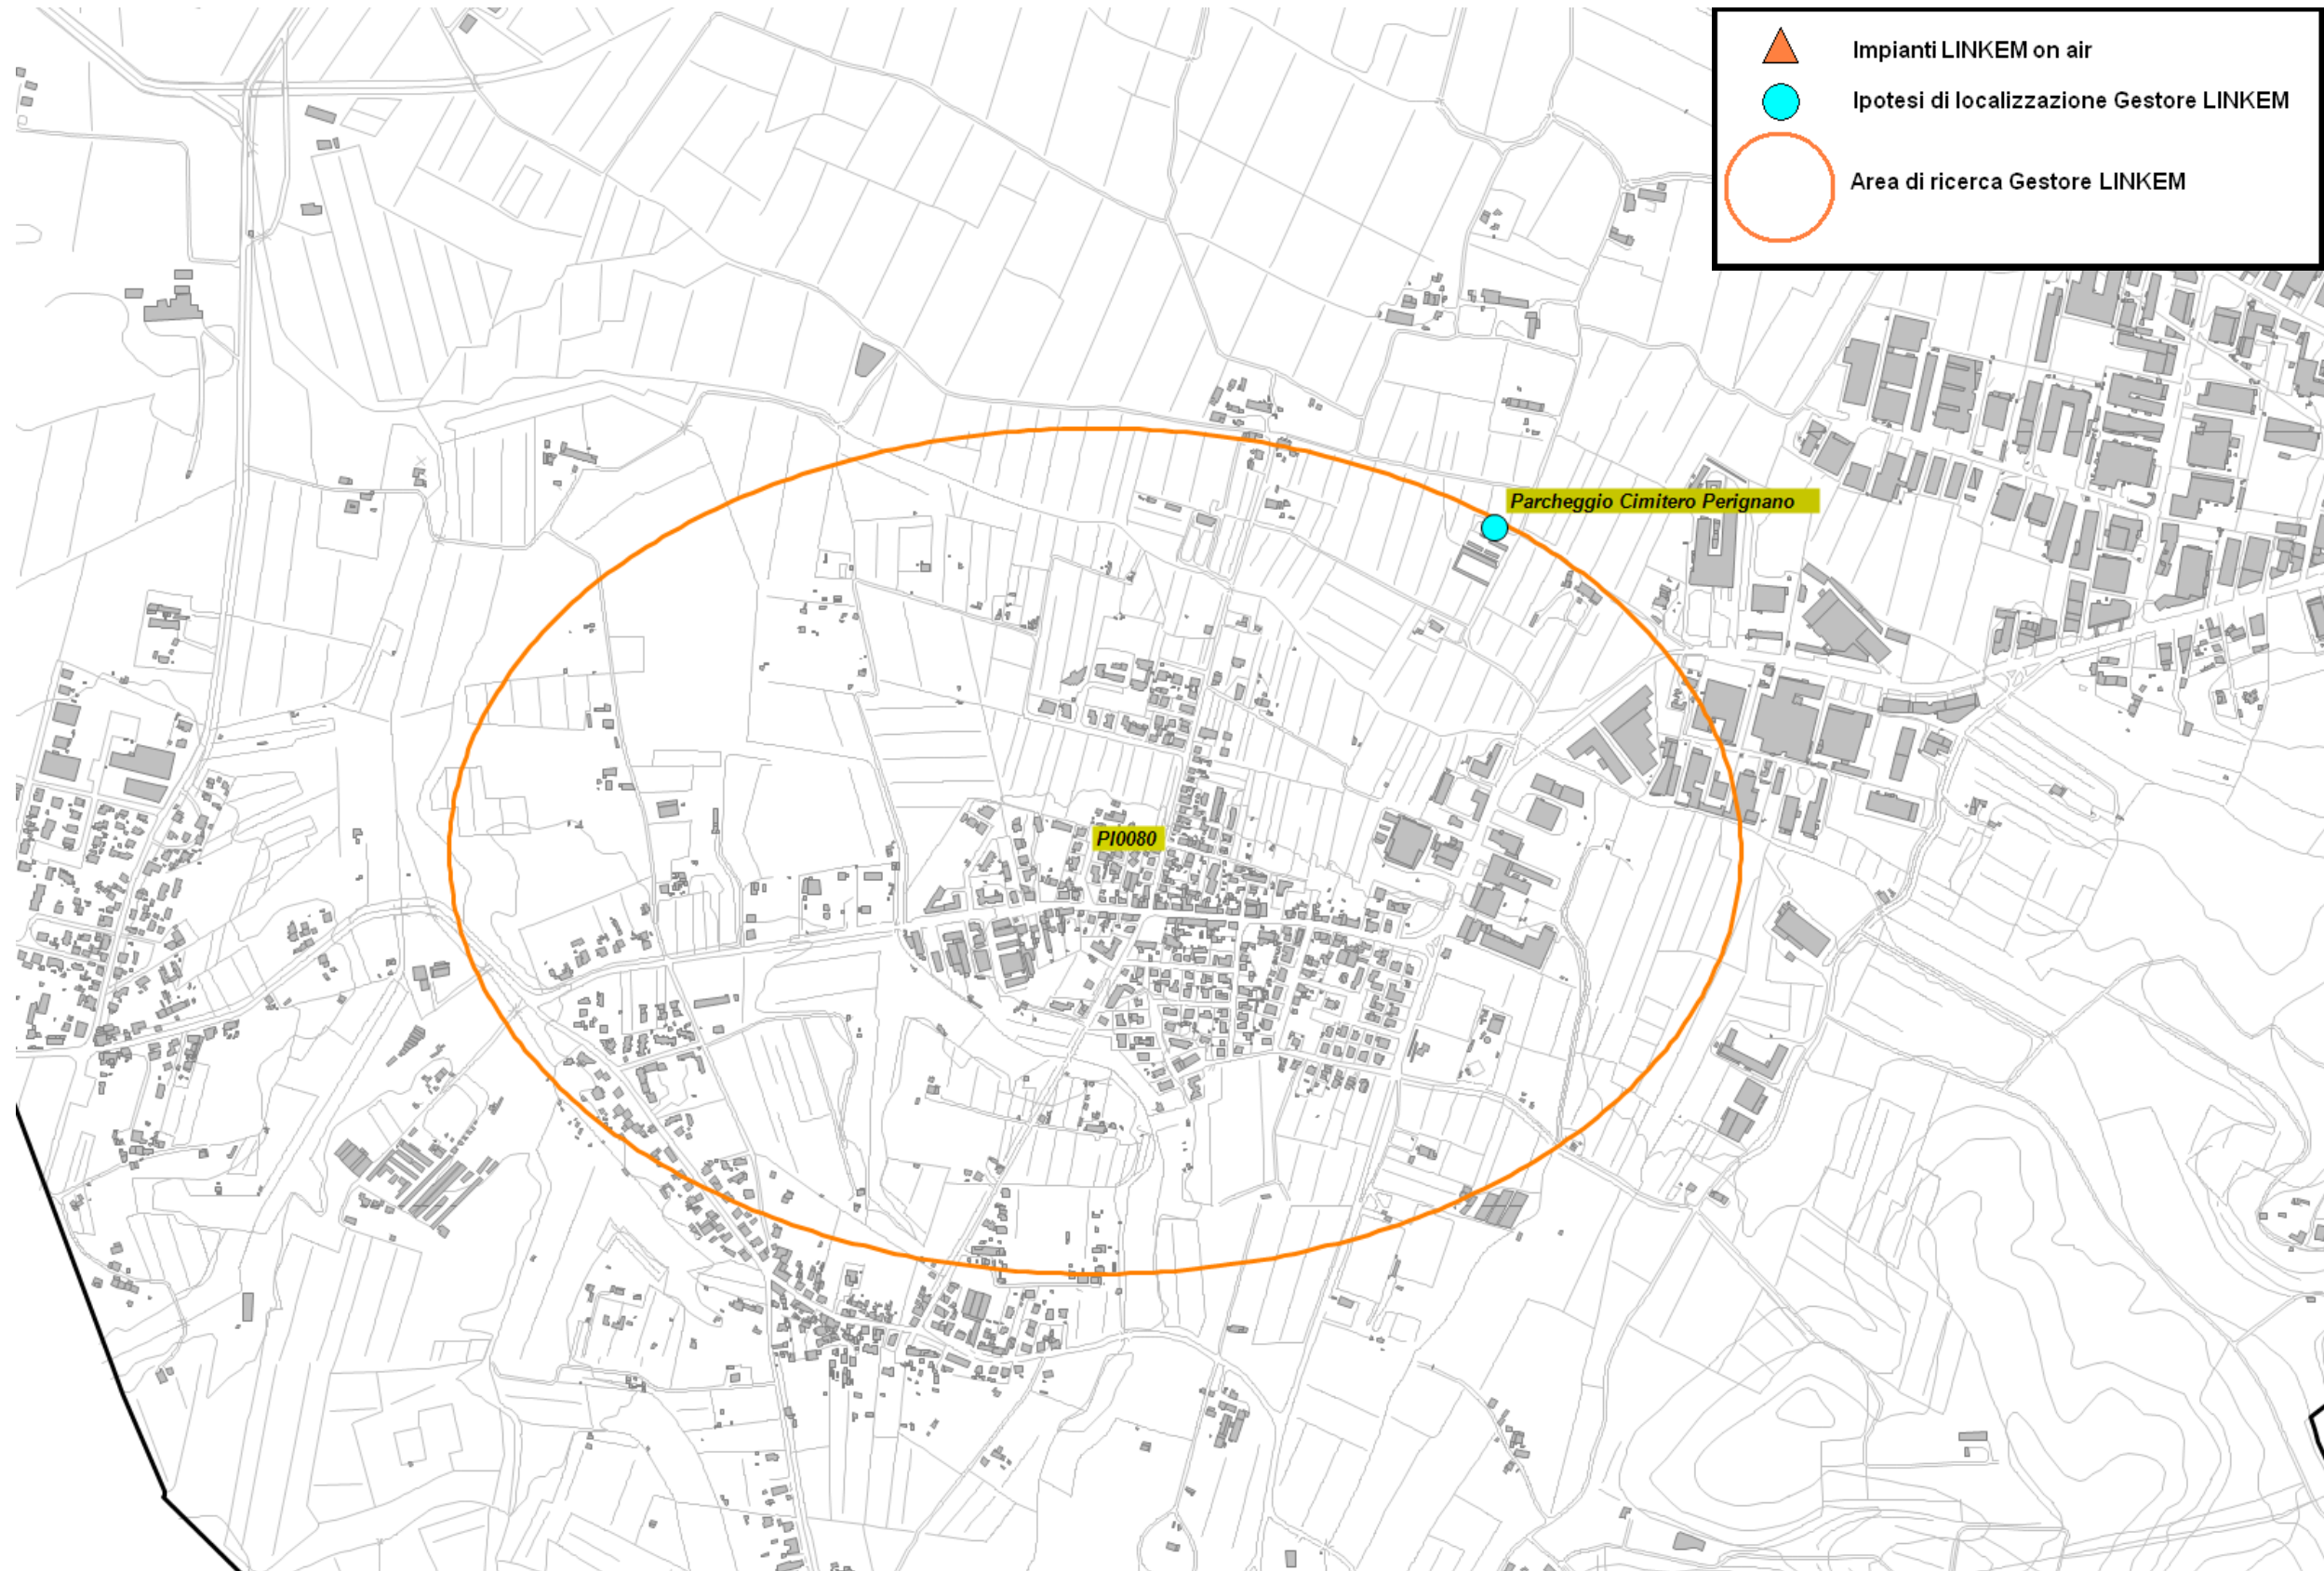 Impianti LINKEM on air
Ipotesi di localizzazione Gestore LINKEM
Area di ricerca Gestore LINKEM
Parcheggio Cimitero Perignano
PI0080